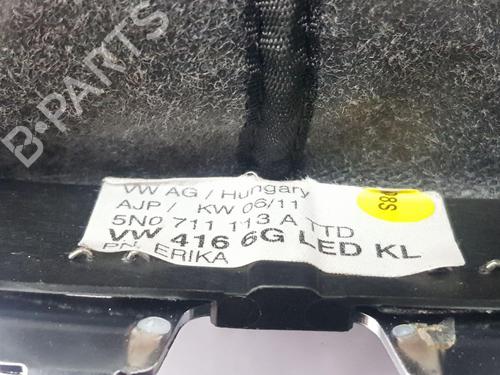 B-PARTS
VW AG / Hungary
AJP / KW 06/11
5N0 711 113 A TTD
VW 416 6G LED KL
PN. ERIKA